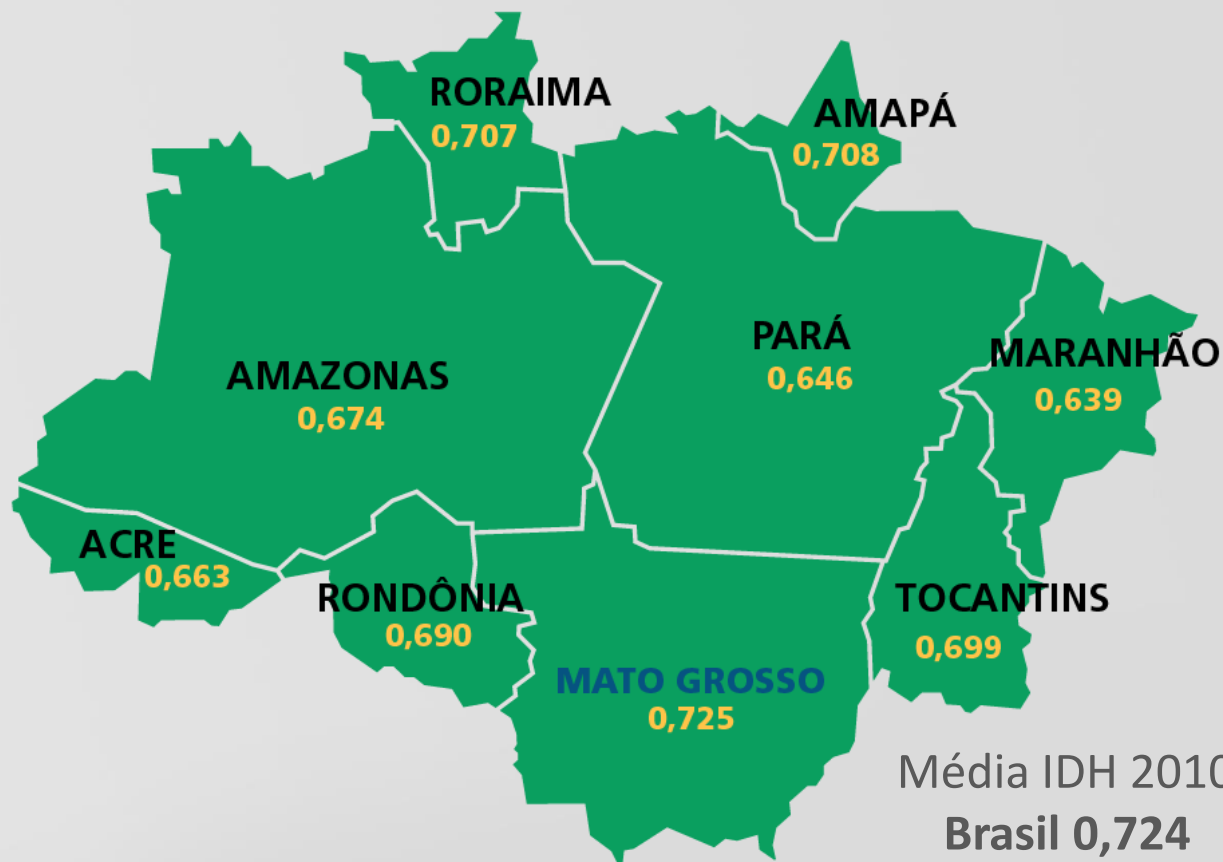 RORAIMA
0,707
AMAPÁ
0,708
PARÁ
0,646
MARANHÃO
0,639
AMAZONAS
0,674
ACRE
0,663
RONDÔNIA
0,690
TOCANTINS
0,699
MATO GROSSO
0,725
Média IDH 2010
Brasil 0,724